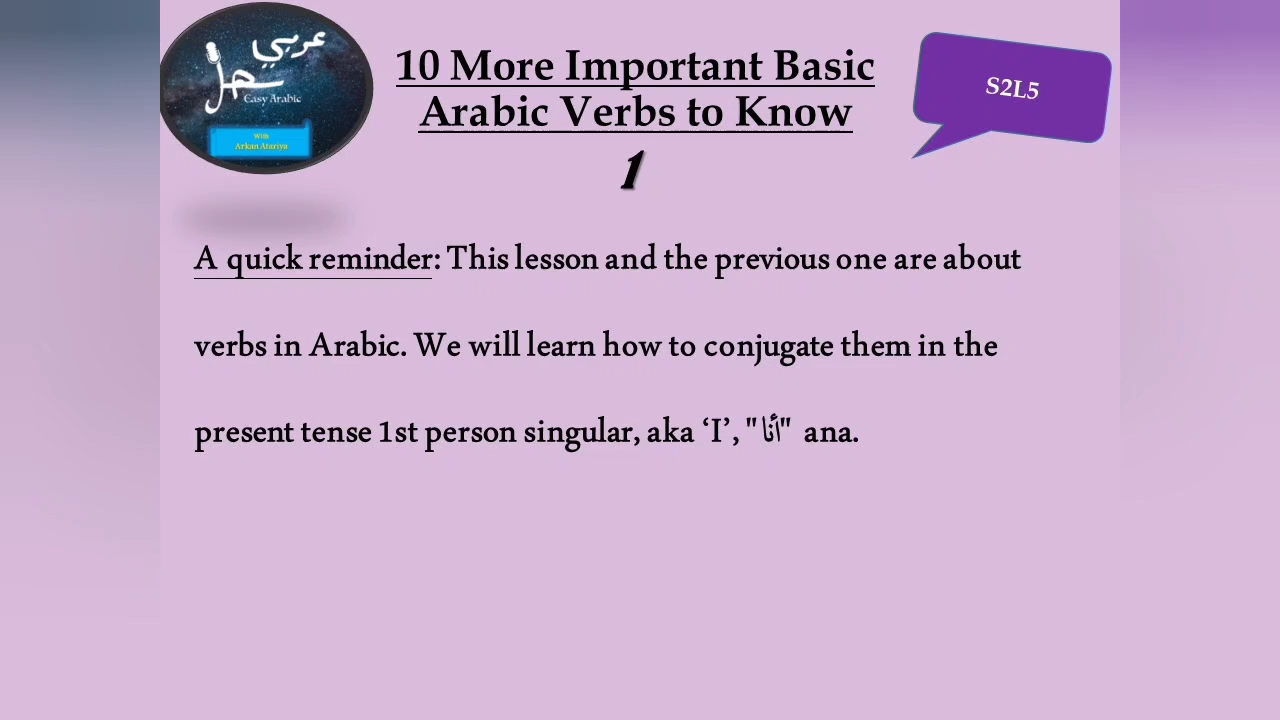 عربي
سهل
Easy Arabic
With
Arkan Atariya
10 More Important Basic
Arabic Verbs to Know
1
S2L5
A quick reminder: This lesson and the previous one are about
verbs in Arabic. We will learn how to conjugate them in the
present tense 1st person singular, aka ‘I’, "أنَا" ana.